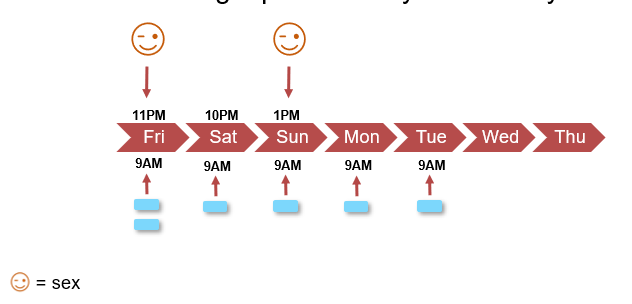 11PM 10PM 1PM
Fri Sat Sun Mon Tue Wed Thu
9AM 9AM 9AM 9AM 9AM
= sex